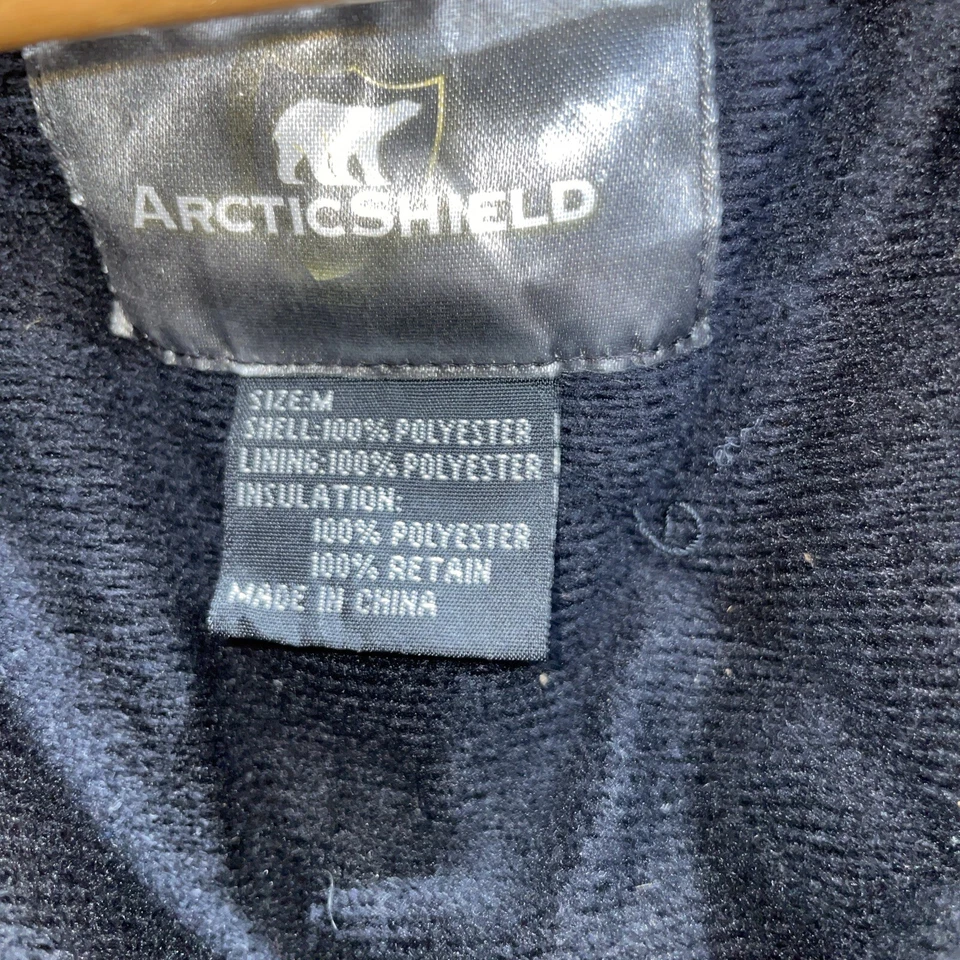 ARCTICSHIELD
SIZE:M
SHELL:100% POLYESTER
LINING:100% POLYESTER
INSULATION:
100% POLYESTER
100% RETAIN
MADE IN CHINA